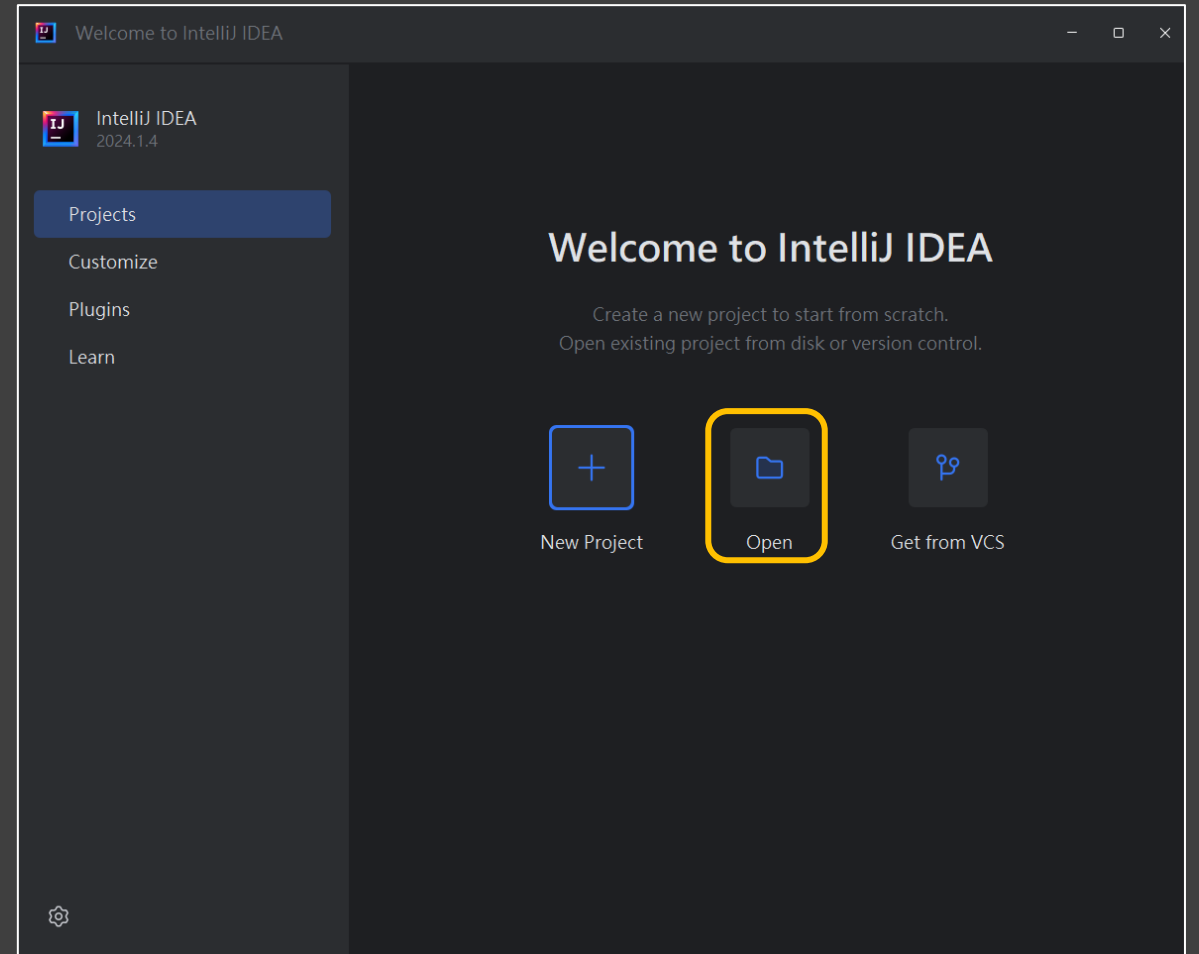 Welcome to IntelliJ IDEA
IJ
IntelliJ IDEA
2024.1.4
Projects
Customize
Plugins
Learn
Welcome to IntelliJ IDEA
Create a new project to start from scratch.
Open existing project from disk or version control.
New Project
Open
Get from VCS